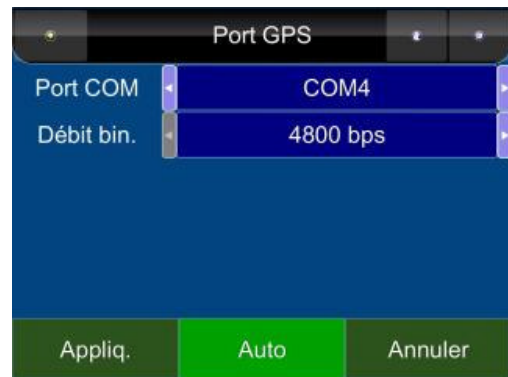 Port GPS
Port COM COM4
Débit bin. 4800 bps
Appliq. Auto Annuler